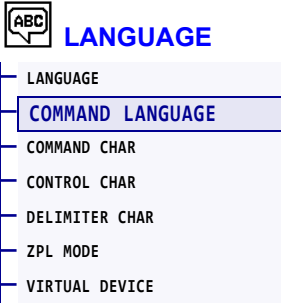 ABC
LANGUAGE
LANGUAGE
COMMAND LANGUAGE
COMMAND CHAR
CONTROL CHAR
DELIMITER CHAR
ZPL MODE
VIRTUAL DEVICE